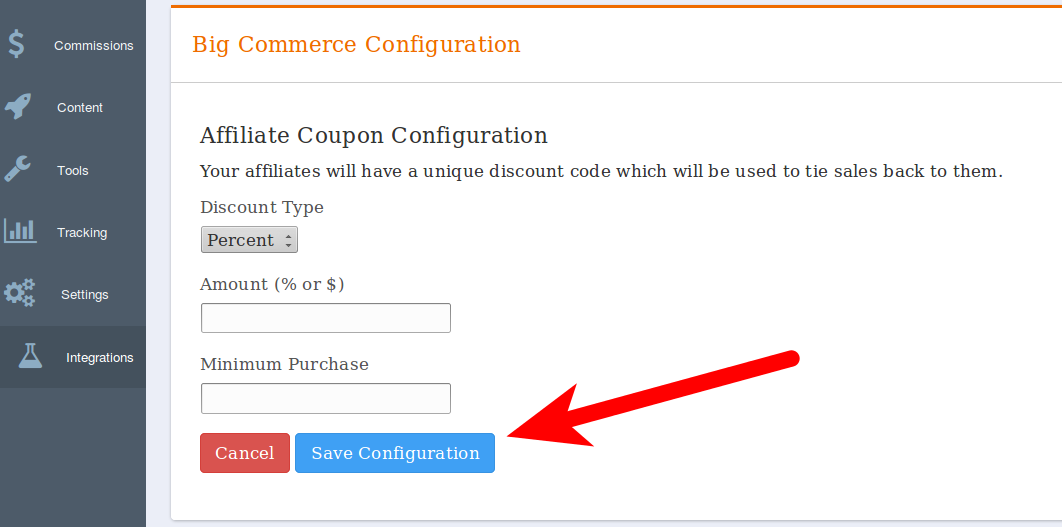 Commissions
Content
Tools
Tracking
Settings
Integrations
Big Commerce Configuration
Affiliate Coupon Configuration
Your affiliates will have a unique discount code which will be used to tie sales back to them.
Discount Type
Percent
Amount (% or $)
Minimum Purchase
Cancel Save Configuration